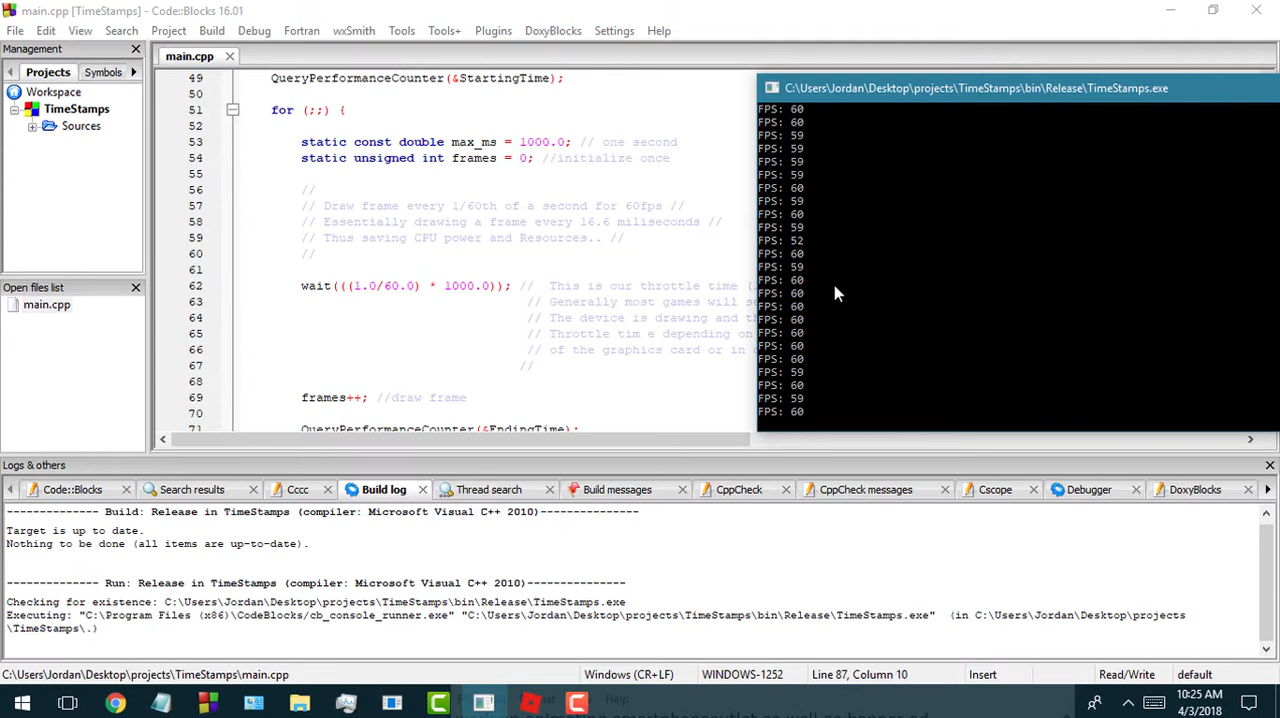 main.cpp [TimeStamps] - Code::Blocks 16.01
File Edit View Search Project Build Debug Fortran wxSmith Tools Tools+ Plugins DoxyBlocks Settings Help
Management
Projects Symbols
Workspace
TimeStamps
Sources
Open files list
main.cpp
main.cpp
49 QueryPerformanceCounter(&StartingTime);
50
51 for (;;) {
52
53 static const double max_ms = 1000.0; // one second
54 static unsigned int frames = 0; //initialize once
55
56 //
57 // Draw frame every 1/60th of a second for 60fps //
58 // Essentially drawing a frame every 16.6 miliseconds //
59 // Thus saving CPU power and Resources.. //
60 //
61
62 wait(((1.0/60.0) * 1000.0)); // This is our throttle time (
63 // Generally most games will s
64 // The device is drawing and th
65 // Throttle tim e depending on
66 // of the graphics card or in
67 //
68
69 frames++; //draw frame
70
71 QueryPerformanceCounter(&EndingTime);
C:\Users\Jordan\Desktop\projects\TimeStamps\bin\Release\TimeStamps.exe
FPS: 60
FPS: 60
FPS: 59
FPS: 59
FPS: 59
FPS: 59
FPS: 60
FPS: 59
FPS: 60
FPS: 59
FPS: 52
FPS: 60
FPS: 59
FPS: 60
FPS: 60
FPS: 60
FPS: 60
FPS: 60
FPS: 60
FPS: 60
FPS: 59
FPS: 60
FPS: 59
FPS: 60
Logs & others
Code::Blocks Search results Cccc Build log Thread search Build messages CppCheck CppCheck messages Cscope Debugger DoxyBlocks
-------------- Build: Release in TimeStamps (compiler: Microsoft Visual C++ 2010)---------------
Target is up to date.
Nothing to be done (all items are up-to-date).
-------------- Run: Release in TimeStamps (compiler: Microsoft Visual C++ 2010)---------------
Checking for existence: C:\Users\Jordan\Desktop\projects\TimeStamps\bin\Release\TimeStamps.exe
Executing: "C:\Program Files (x86)\CodeBlocks/cb_console_runner.exe" "C:\Users\Jordan\Desktop\projects\TimeStamps\bin\Release\TimeStamps.exe" (in C:\Users\Jordan\Desktop\projects
\TimeStamps\.)
C:\Users\Jordan\Desktop\projects\TimeStamps\main.cpp Windows (CR+LF) WINDOWS-1252 Line 87, Column 10 Insert Read/Write default
10:25 AM
4/3/2018